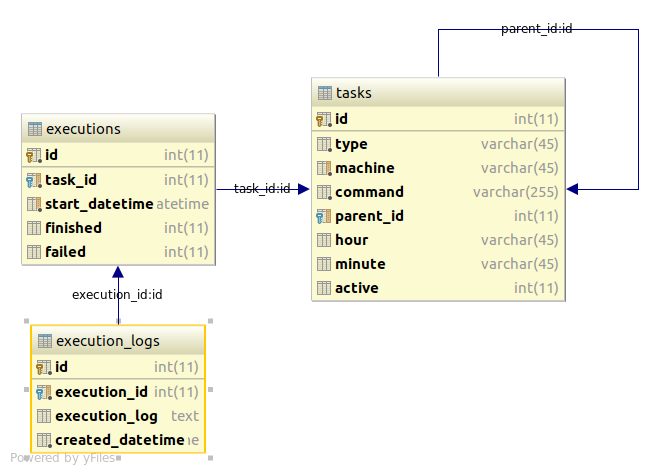 parent_id:id
tasks
id int(11)
type varchar(45)
machine varchar(45)
command varchar(255)
parent_id int(11)
hour varchar(45)
minute varchar(45)
active int(11)
executions
id int(11)
task_id int(11)
start_datetime atetime
finished int(11)
failed int(11)
task_id:id
execution_id:id
execution_logs
id int(11)
execution_id int(11)
execution_log text
created_datetime ne
Powered by yFiles